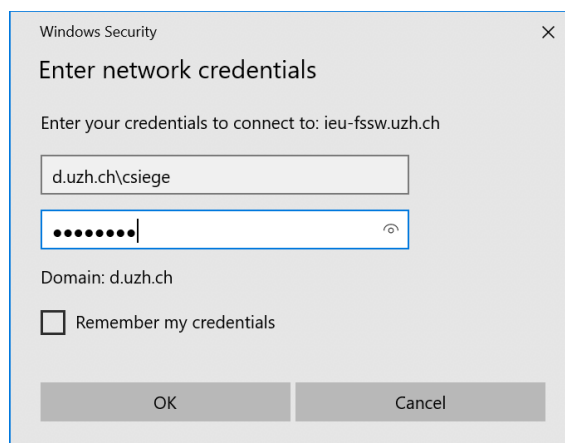 Windows Security
Enter network credentials
Enter your credentials to connect to: ieu-fssw.uzh.ch
d.uzh.ch\csiege
●●●●●●●●
Domain: d.uzh.ch
Remember my credentials
OK Cancel